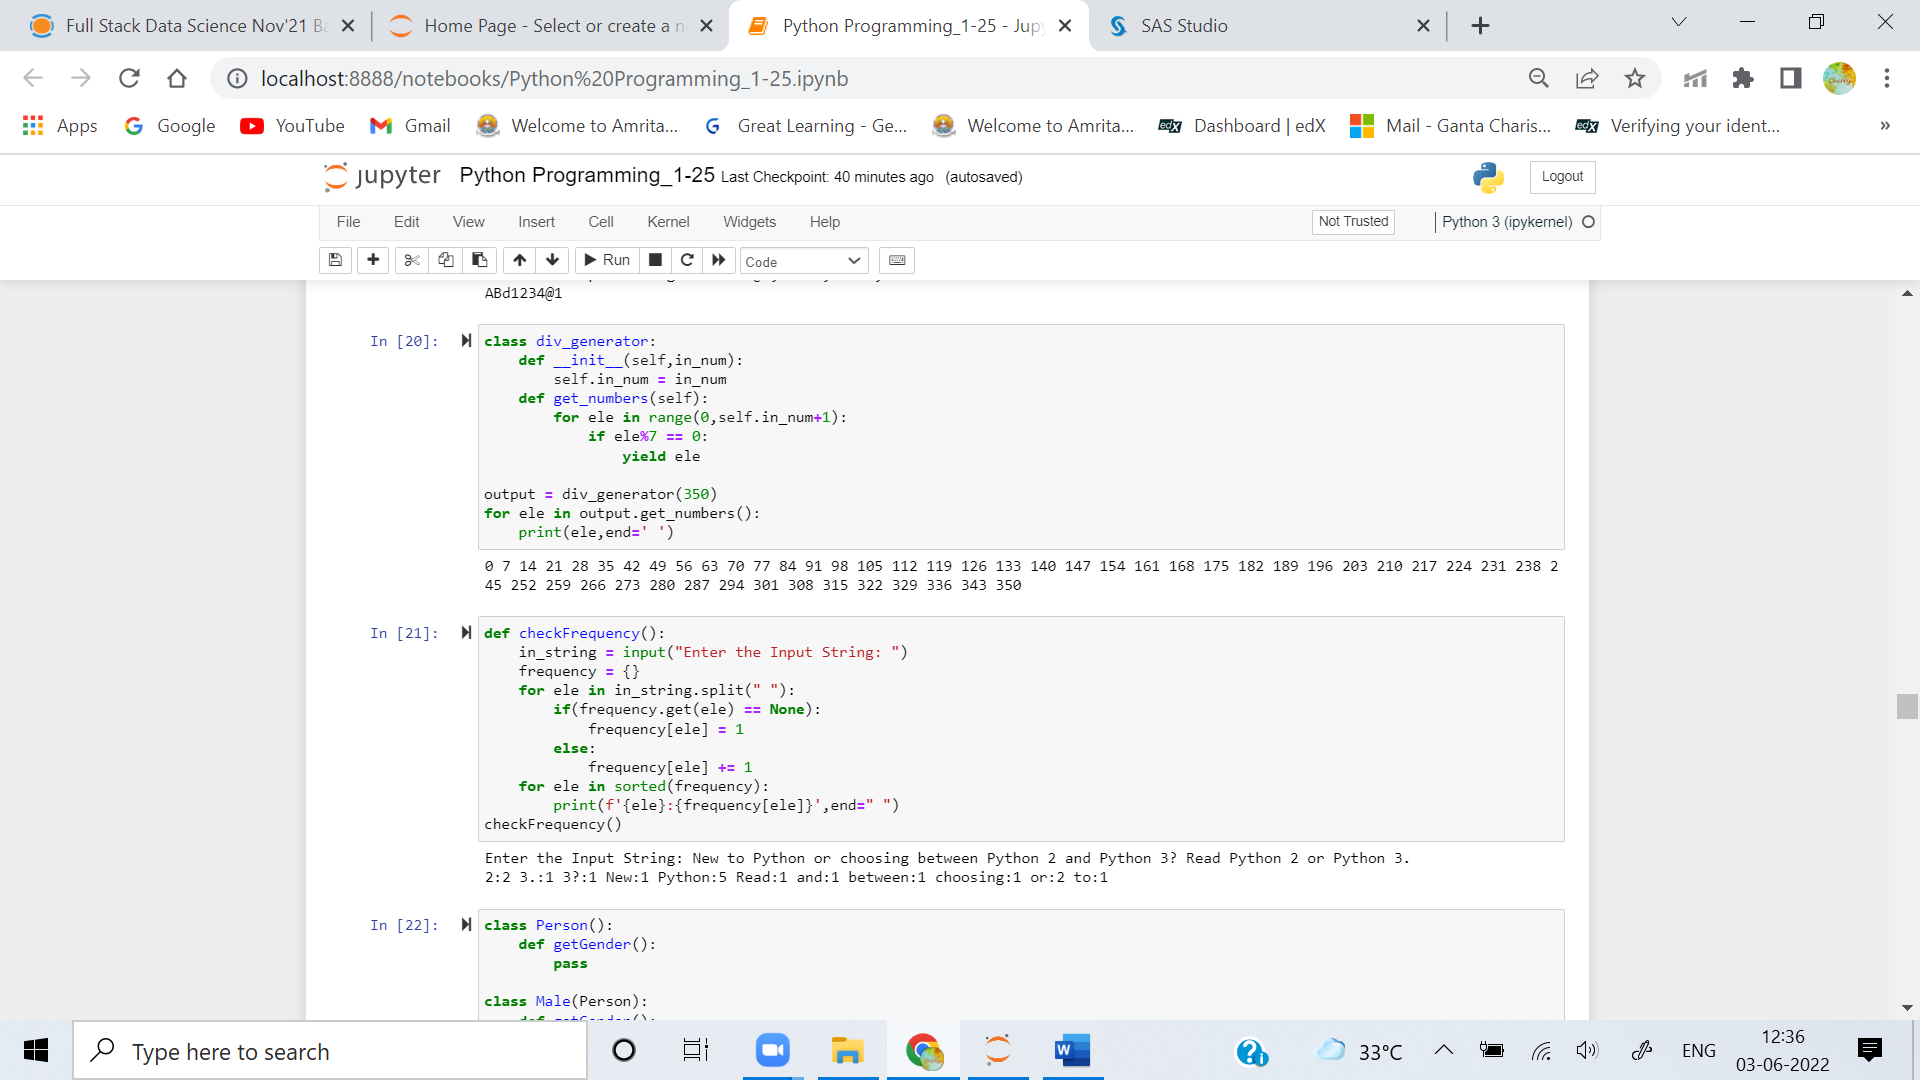 Full Stack Data Science Nov'21 Ba
Home Page - Select or create a n
Python Programming_1-25 - Jupy
SAS Studio
localhost:8888/notebooks/Python%20Programming_1-25.ipynb
Apps
Google
YouTube
Gmail
Welcome to Amrita...
Great Learning - Ge...
Welcome to Amrita...
Dashboard | edX
Mail - Ganta Charis...
Verifying your ident...
»
jupyter Python Programming_1-25 Last Checkpoint: 40 minutes ago (autosaved)
Logout
File Edit View Insert Cell Kernel Widgets Help
Not Trusted
Python 3 (ipykernel)
Run
Code
ABd1234@1
In [20]:
class div_generator:
    def __init__(self,in_num):
        self.in_num = in_num
    def get_numbers(self):
        for ele in range(0,self.in_num+1):
            if ele%7 == 0:
                yield ele
output = div_generator(350)
for ele in output.get_numbers():
    print(ele,end=' ')
0 7 14 21 28 35 42 49 56 63 70 77 84 91 98 105 112 119 126 133 140 147 154 161 168 175 182 189 196 203 210 217 224 231 238 2
45 252 259 266 273 280 287 294 301 308 315 322 329 336 343 350
In [21]:
def checkFrequency():
    in_string = input("Enter the Input String: ")
    frequency = {}
    for ele in in_string.split(" "):
        if(frequency.get(ele) == None):
            frequency[ele] = 1
        else:
            frequency[ele] += 1
    for ele in sorted(frequency):
        print(f'{ele}:{frequency[ele]}',end=" ")
checkFrequency()
Enter the Input String: New to Python or choosing between Python 2 and Python 3? Read Python 2 or Python 3.
2:2 3.:1 3?:1 New:1 Python:5 Read:1 and:1 between:1 choosing:1 or:2 to:1
In [22]:
class Person():
    def getGender():
        pass
class Male(Person):
    def getGender():
Type here to search
33°C
ENG
12:36
03-06-2022